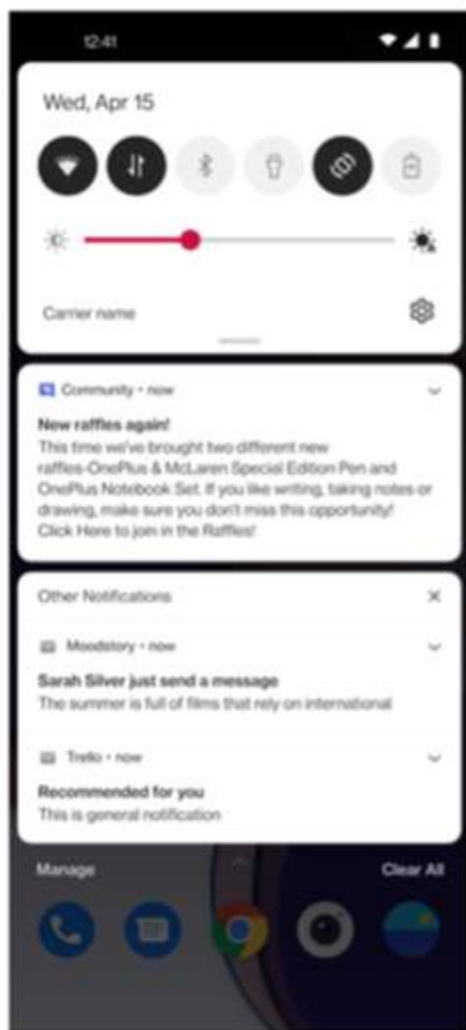 12:41
Wed, Apr 15
Carrier name
Community • now
New raffles again!
This time we've brought two different new
raffles-OnePlus & McLaren Special Edition Pen and
OnePlus Notebook Set. If you like writing, taking notes or
drawing, make sure you don't miss this opportunity!
Click Here to join in the Raffles!
Other Notifications
Moodstory • now
Sarah Silver just send a message
The summer is full of films that rely on international
Trello • now
Recommended for you
This is general notification
Manage
Clear All